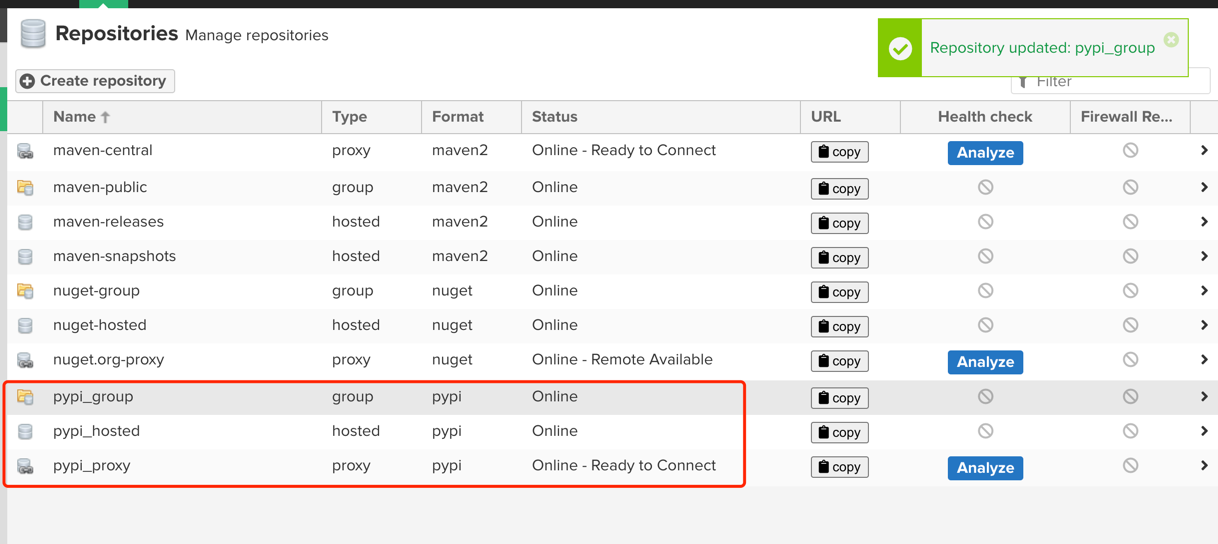 Repositories Manage repositories
Repository updated: pypi_group
Create repository
Filter
Name Type Format Status URL Health check Firewall Re...
maven-central proxy maven2 Online - Ready to Connect copy Analyze
maven-public group maven2 Online copy
maven-releases hosted maven2 Online copy
maven-snapshots hosted maven2 Online copy
nuget-group group nuget Online copy
nuget-hosted hosted nuget Online copy
nuget.org-proxy proxy nuget Online - Remote Available copy Analyze
pypi_group group pypi Online copy
pypi_hosted hosted pypi Online copy
pypi_proxy proxy pypi Online - Ready to Connect copy Analyze